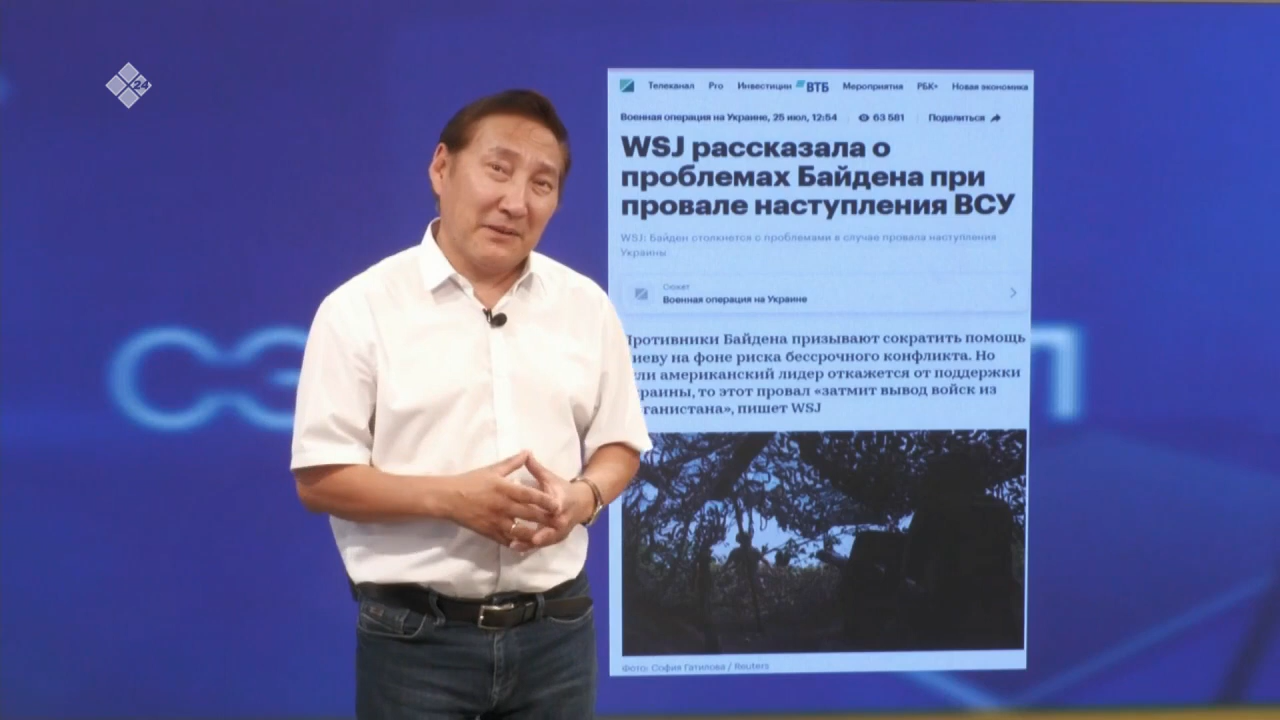 24
Телеканал Pro Инвестиции ВТБ Мероприятия РБК+ Новая экономика
Военная операция на Украине, 25 июл, 12:54 63 581 Поделиться
WSJ рассказала о
проблемах Байдена при
провале наступления ВСУ
WSJ: Байден столкнется с проблемами в случае провала наступления
Украины
Сюжет
Военная операция на Украине
Противники Байдена призывают сократить помощь
иеву на фоне риска бессрочного конфликта. Но
ли американский лидер откажется от поддержки
раины, то этот провал «затмит вывод войск из
ганистана», пишет WSJ
Фото: София Гатилова / Reuters